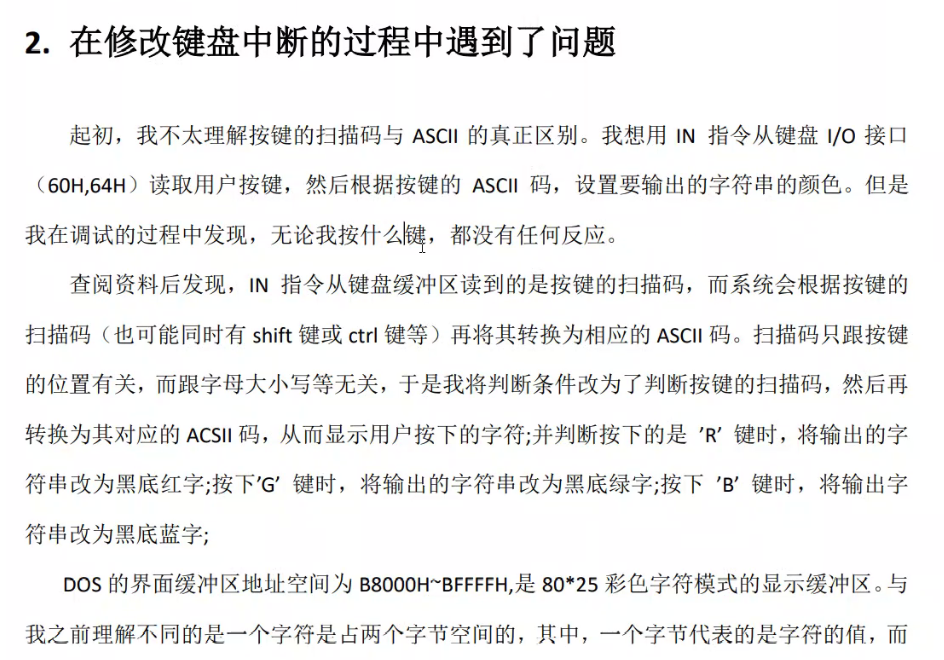 2. 在修改键盘中断的过程中遇到了问题
起初，我不太理解按键的扫描码与 ASCII 的真正区别。我想用 IN 指令从键盘 I/O 接口
（60H,64H）读取用户按键，然后根据按键的 ASCII 码，设置要输出的字符串的颜色。但是
我在调试的过程中发现，无论我按什么键，都没有任何反应。
查阅资料后发现，IN 指令从键盘缓冲区读到的是按键的扫描码，而系统会根据按键的
扫描码（也可能同时有 shift 键或 ctrl 键等）再将其转换为相应的 ASCII 码。扫描码只跟按键
的位置有关，而跟字母大小写等无关，于是我将判断条件改为了判断按键的扫描码，然后再
转换为其对应的 ACSII 码，从而显示用户按下的字符;并判断按下的是 ’R’ 键时，将输出的字
符串改为黑底红字;按下’G’ 键时，将输出的字符串改为黑底绿字;按下 ’B’ 键时，将输出字
符串改为黑底蓝字;
DOS 的界面缓冲区地址空间为 B8000H~BFFFFH,是 80*25 彩色字符模式的显示缓冲区。与
我之前理解不同的是一个字符是占两个字节空间的，其中，一个字节代表的是字符的值，而